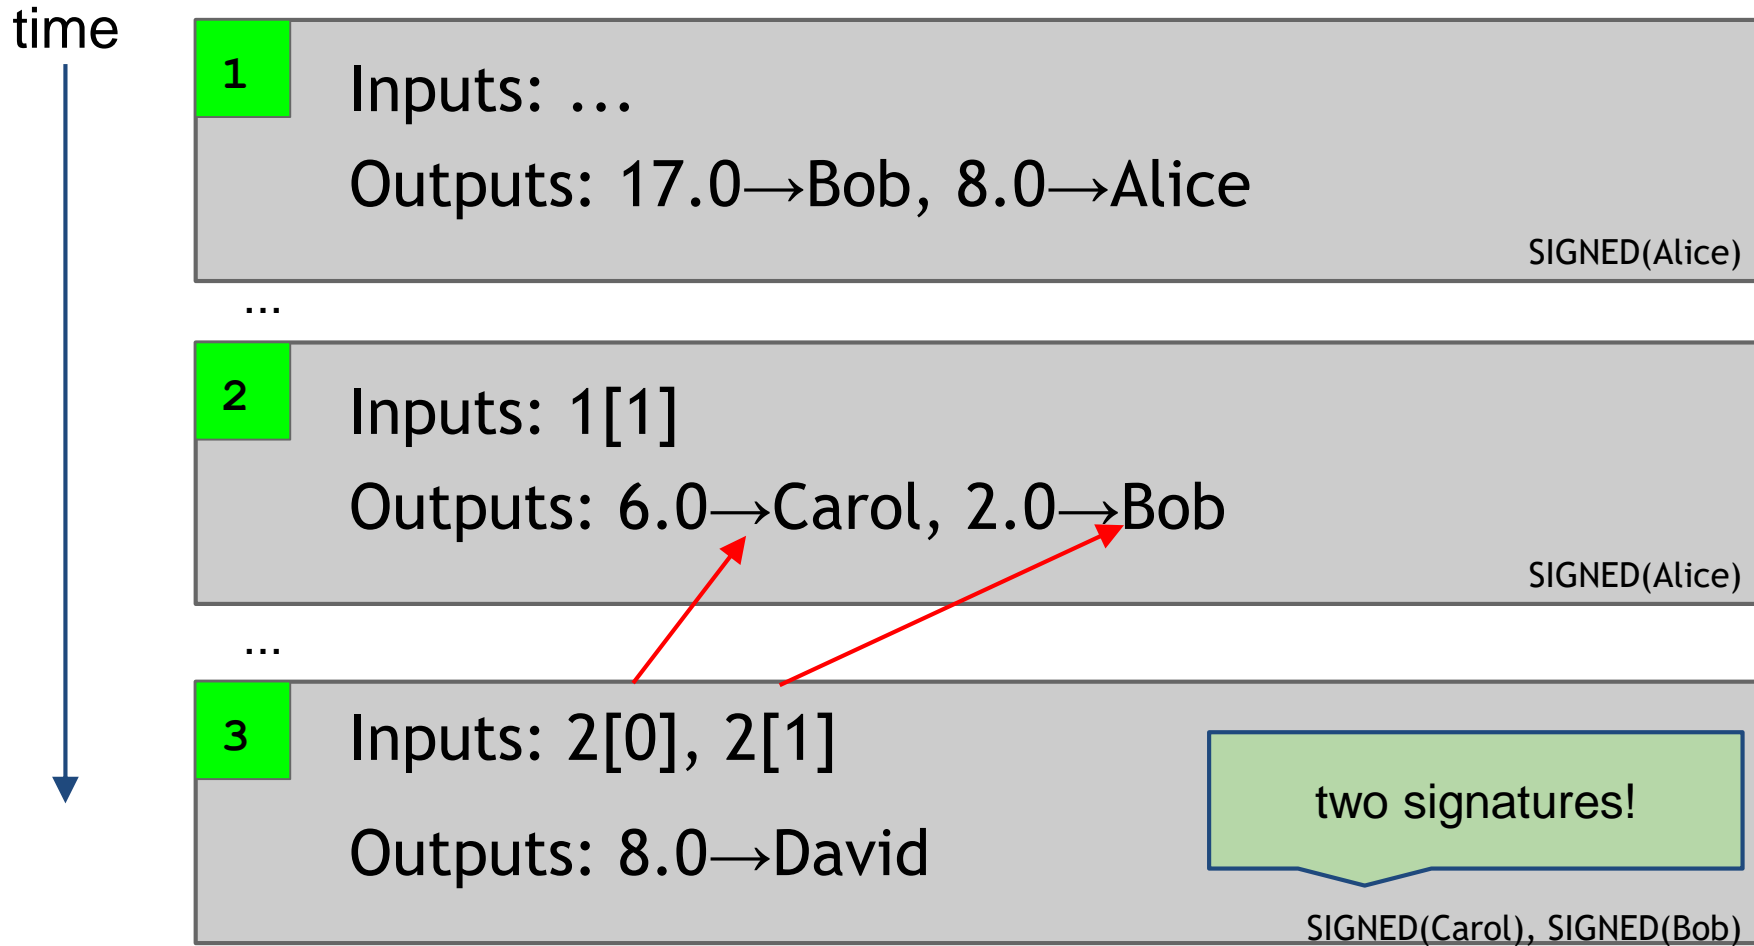 time
1
Inputs: ...
Outputs: 17.0→Bob, 8.0→Alice
SIGNED(Alice)
...
2
Inputs: 1[1]
Outputs: 6.0→Carol, 2.0→Bob
SIGNED(Alice)
...
3
Inputs: 2[0], 2[1]
two signatures!
Outputs: 8.0→David
SIGNED(Carol), SIGNED(Bob)